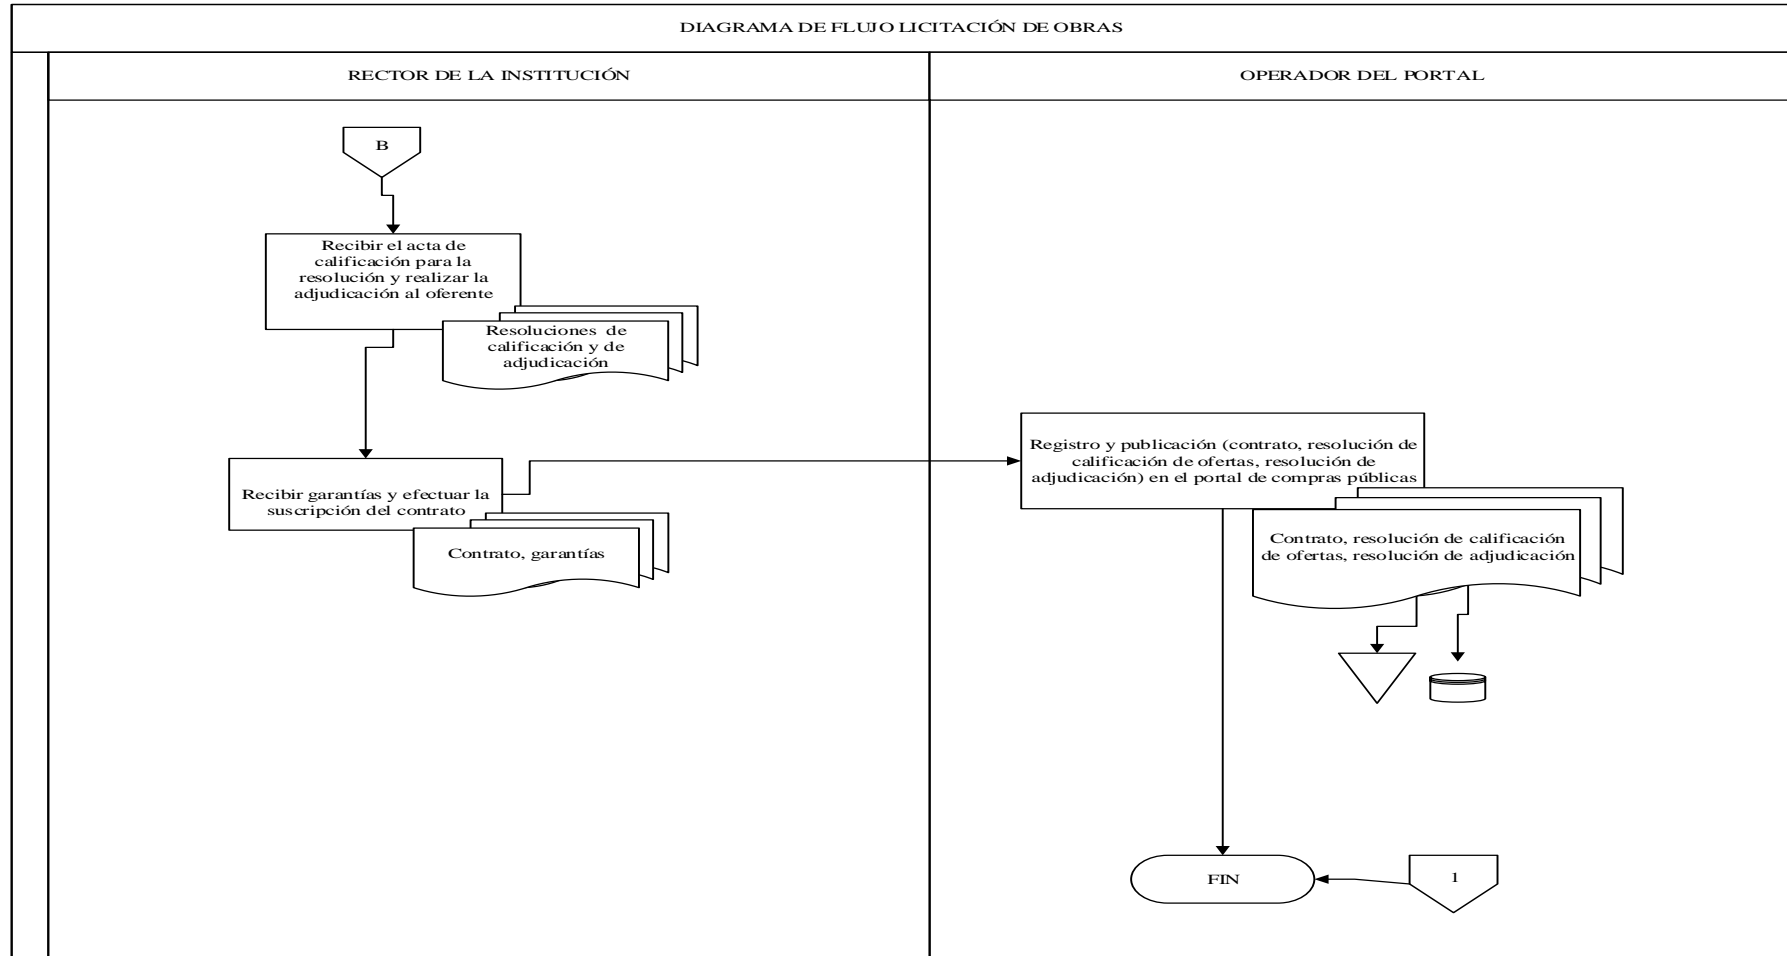 DIAGRAMA DE FLUJO LICITACIÓN DE OBRAS
RECTOR DE LA INSTITUCIÓN
OPERADOR DEL PORTAL
B
Recibir el acta de
calificación para la
resolución y realizar la
adjudicación al oferente
Resoluciones de
calificación y de
adjudicación
Recibir garantías y efectuar la
suscripción del contrato
Contrato, garantías
Registro y publicación (contrato, resolución de
calificación de ofertas, resolución de
adjudicación) en el portal de compras públicas
Contrato, resolución de calificación
de ofertas, resolución de adjudicación
FIN
1